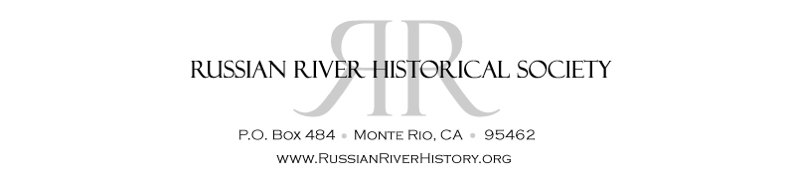 RUSSIAN RIVER HISTORICAL SOCIETY
P.O. BOX 484 • MONTE RIO, CA • 95462
WWW.RUSSIANRIVERHISTORY.ORG